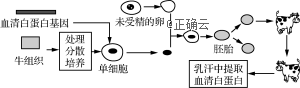 未受精的卵
@正确云
血清白蛋白基因
牛组织
处理
分散
培养
单细胞
胚胎
乳汁中提取
血清白蛋白